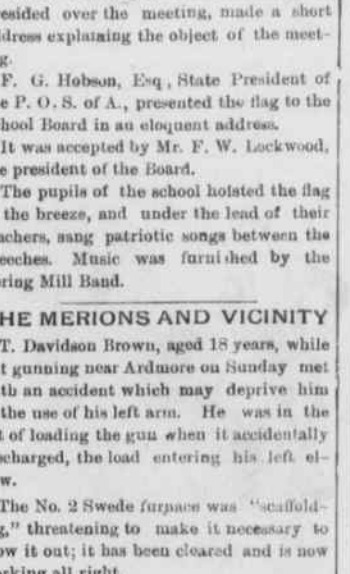 esided over the meeting, made a short
ddress explaining the object of the meet-
g.
F. G. Hobson, Esq., State President of
e P. O. S. of A., presented the flag to the
hool Board in an eloquent address.
It was accepted by Mr. F. W. Lockwood,
e president of the Board.
The pupils of the school hoisted the flag
the breeze, and under the lead of their
achers, sang patriotic songs between the
eeches. Music was furnished by the
ring Mill Band.
HE MERIONS AND VICINITY
T. Davidson Brown, aged 18 years, while
t gunning near Ardmore on Sunday met
th an accident which may deprive him
the use of his left arm. He was in the
t of loading the gun when it accidentally
scharged, the load entering his left el-
w.
The No. 2 Swede furnace was "scaffold-
g," threatening to make it necessary to
ow it out; it has been cleared and is now
rking all right.